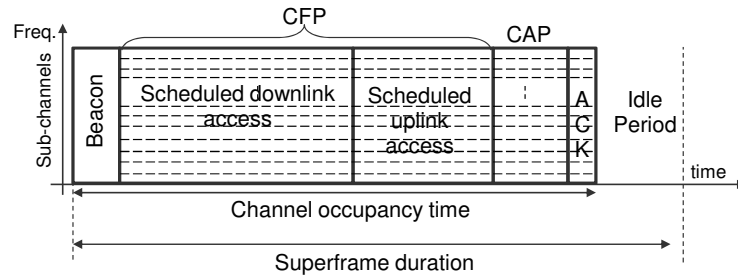 Freq.
CFP
CAP
Sub-channels
Beacon
Scheduled downlink
access
Scheduled
uplink
access
A
C
K
Idle
Period
time
Channel occupancy time
Superframe duration